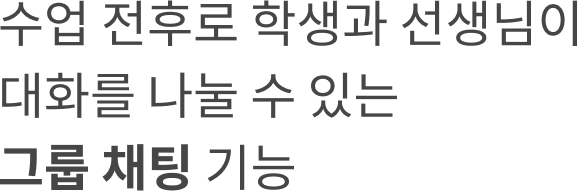 수업 전후로 학생과 선생님이
대화를 나눌 수 있는
그룹 채팅 기능